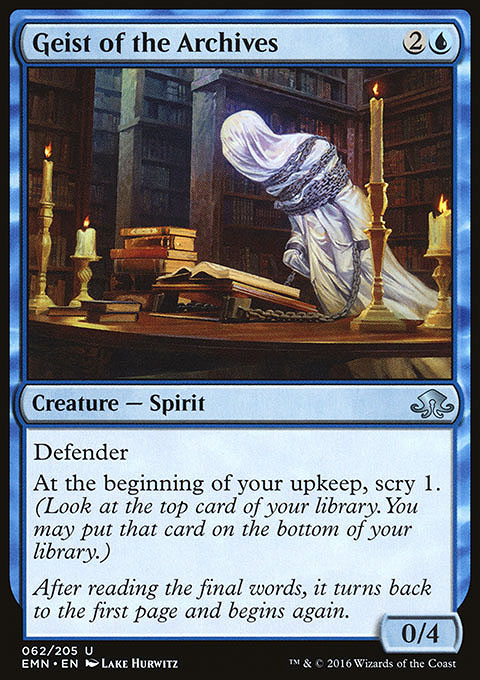 Geist of the Archives 2
Creature — Spirit
Defender
At the beginning of your upkeep, scry 1.
(Look at the top card of your library. You
may put that card on the bottom of your
library.)
After reading the final words, it turns back
to the first page and begins again.
0/4
062/205 U
EMN • EN Lake Hurwitz
™ & © 2016 Wizards of the Coast